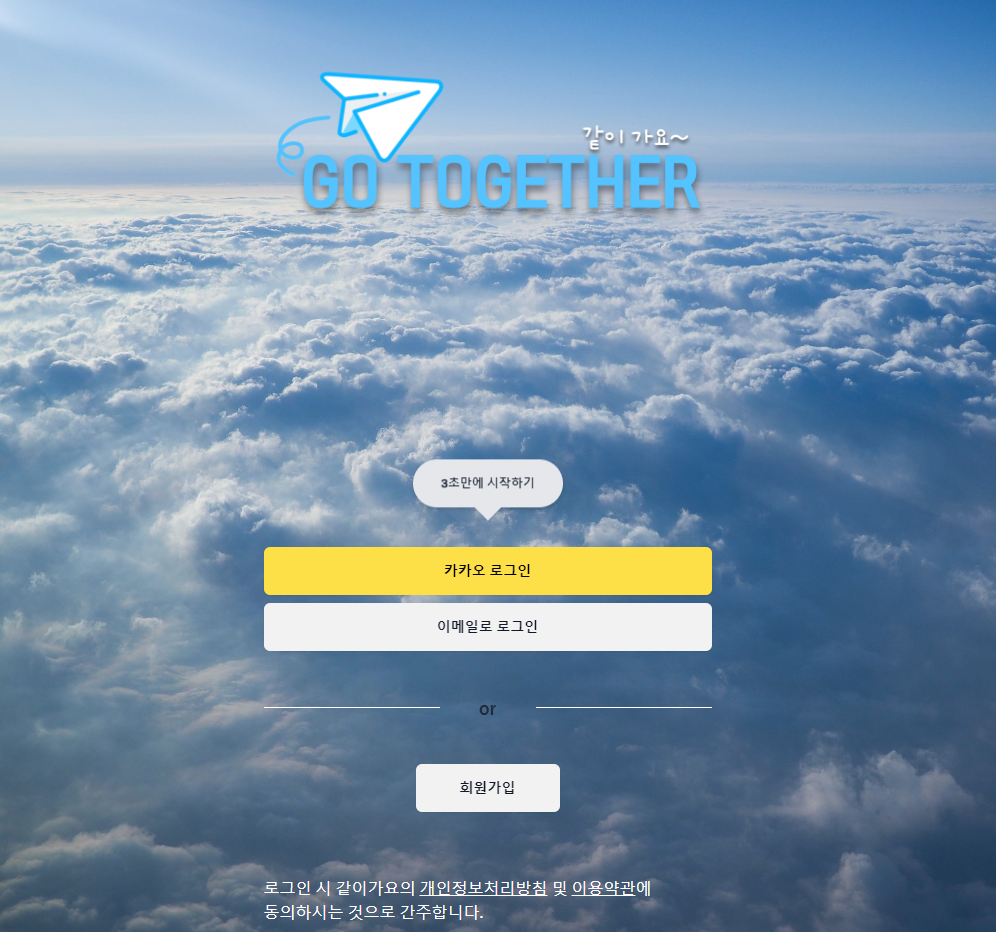 같이 가요~
GO TOGETHER
3초만에 시작하기
카카오 로그인
이메일로 로그인
or
회원가입
로그인 시 같이가요의 개인정보처리방침 및 이용약관에
동의하시는 것으로 간주합니다.